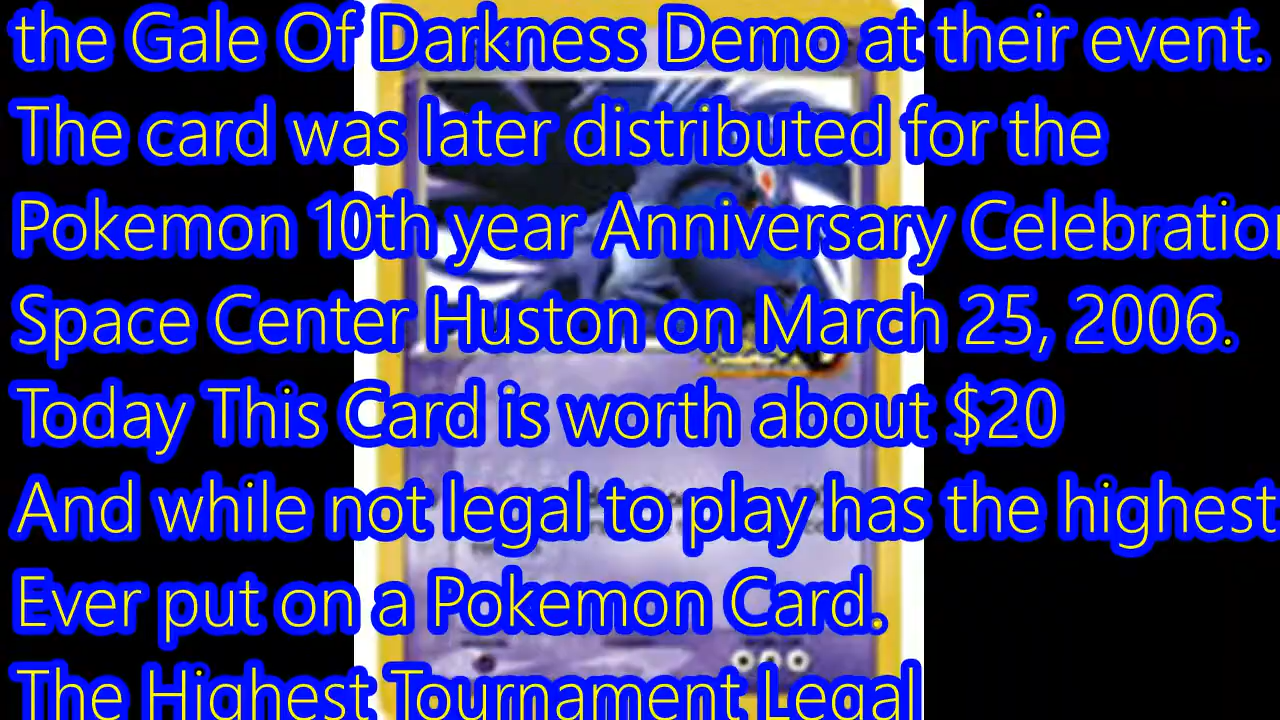 the Gale Of Darkness Demo at their event.
The card was later distributed for the
Pokemon 10th year Anniversary Celebration
Space Center Huston on March 25, 2006.
Today This Card is worth about $20
And while not legal to play has the highest
Ever put on a Pokemon Card.
The Highest Tournament Legal